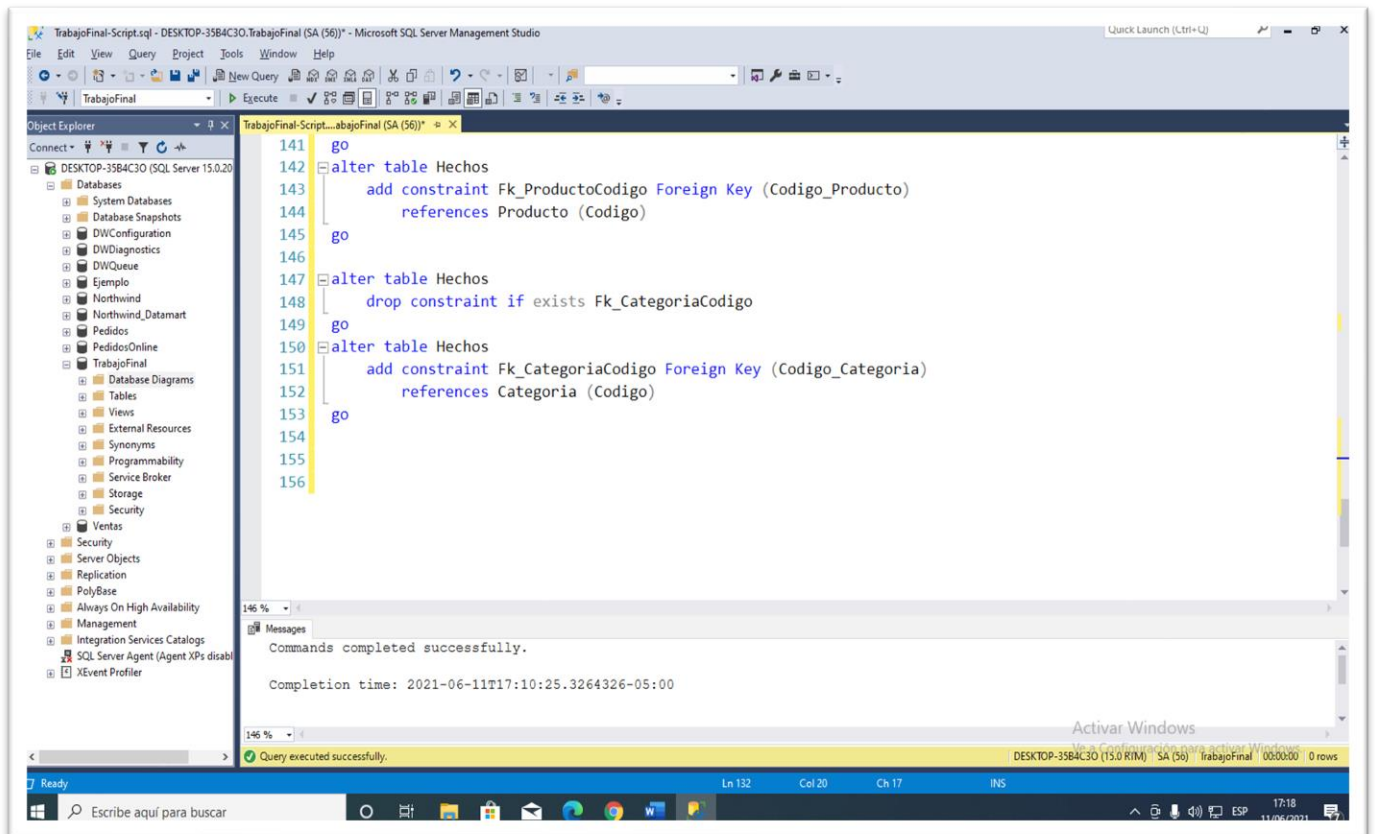 TrabajoFinal-Script.sql - DESKTOP-35B4C3O.TrabajoFinal (SA (56))* - Microsoft SQL Server Management Studio
Quick Launch (Ctrl+Q)
File Edit View Query Project Tools Window Help
New Query
TrabajoFinal
Execute
Object Explorer
TrabajoFinal-Script....abajoFinal (SA (56))*
Connect
DESKTOP-35B4C3O (SQL Server 15.0.20
Databases
System Databases
Database Snapshots
DWConfiguration
DWDiagnostics
DWQueue
Ejemplo
Northwind
Northwind_Datamart
Pedidos
PedidosOnline
TrabajoFinal
Database Diagrams
Tables
Views
External Resources
Synonyms
Programmability
Service Broker
Storage
Security
Ventas
Security
Server Objects
Replication
PolyBase
Always On High Availability
Management
Integration Services Catalogs
SQL Server Agent (Agent XPs disabl
XEvent Profiler
141 go
142 alter table Hechos
143 add constraint Fk_ProductoCodigo Foreign Key (Codigo_Producto)
144 references Producto (Codigo)
145 go
146
147 alter table Hechos
148 drop constraint if exists Fk_CategoriaCodigo
149 go
150 alter table Hechos
151 add constraint Fk_CategoriaCodigo Foreign Key (Codigo_Categoria)
152 references Categoria (Codigo)
153 go
154
155
156
146 %
Messages
Commands completed successfully.
Completion time: 2021-06-11T17:10:25.3264326-05:00
146 %
Activar Windows
Ve a Configuración para activar Windows.
Query executed successfully.
DESKTOP-35B4C3O (15.0 RTM) SA (56) TrabajoFinal 00:00:00 0 rows
Ready
Ln 132 Col 20 Ch 17 INS
Escribe aquí para buscar
ESP
17:18
11/06/2021